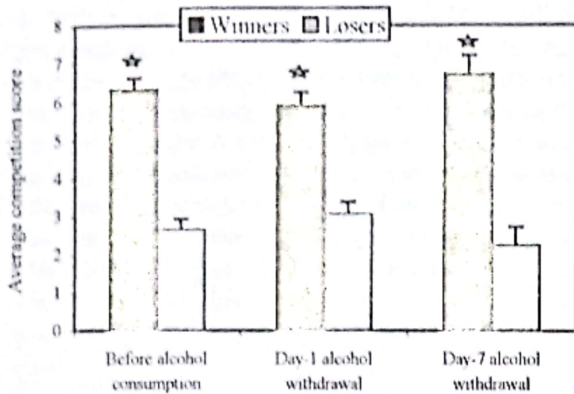 Winners Losers
8
7
6
5
4
3
2
1
0
Average competition score
Before alcohol
consumption
Day-1 alcohol
withdrawal
Day-7 alcohol
withdrawal